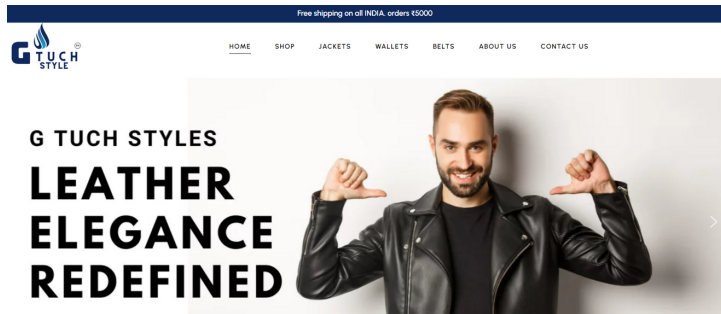 Free shipping on all INDIA. orders ₹5000
G TUCH
STYLE
HOME SHOP JACKETS WALLETS BELTS ABOUT US CONTACT US
G TUCH STYLES
LEATHER
ELEGANCE
REDEFINED